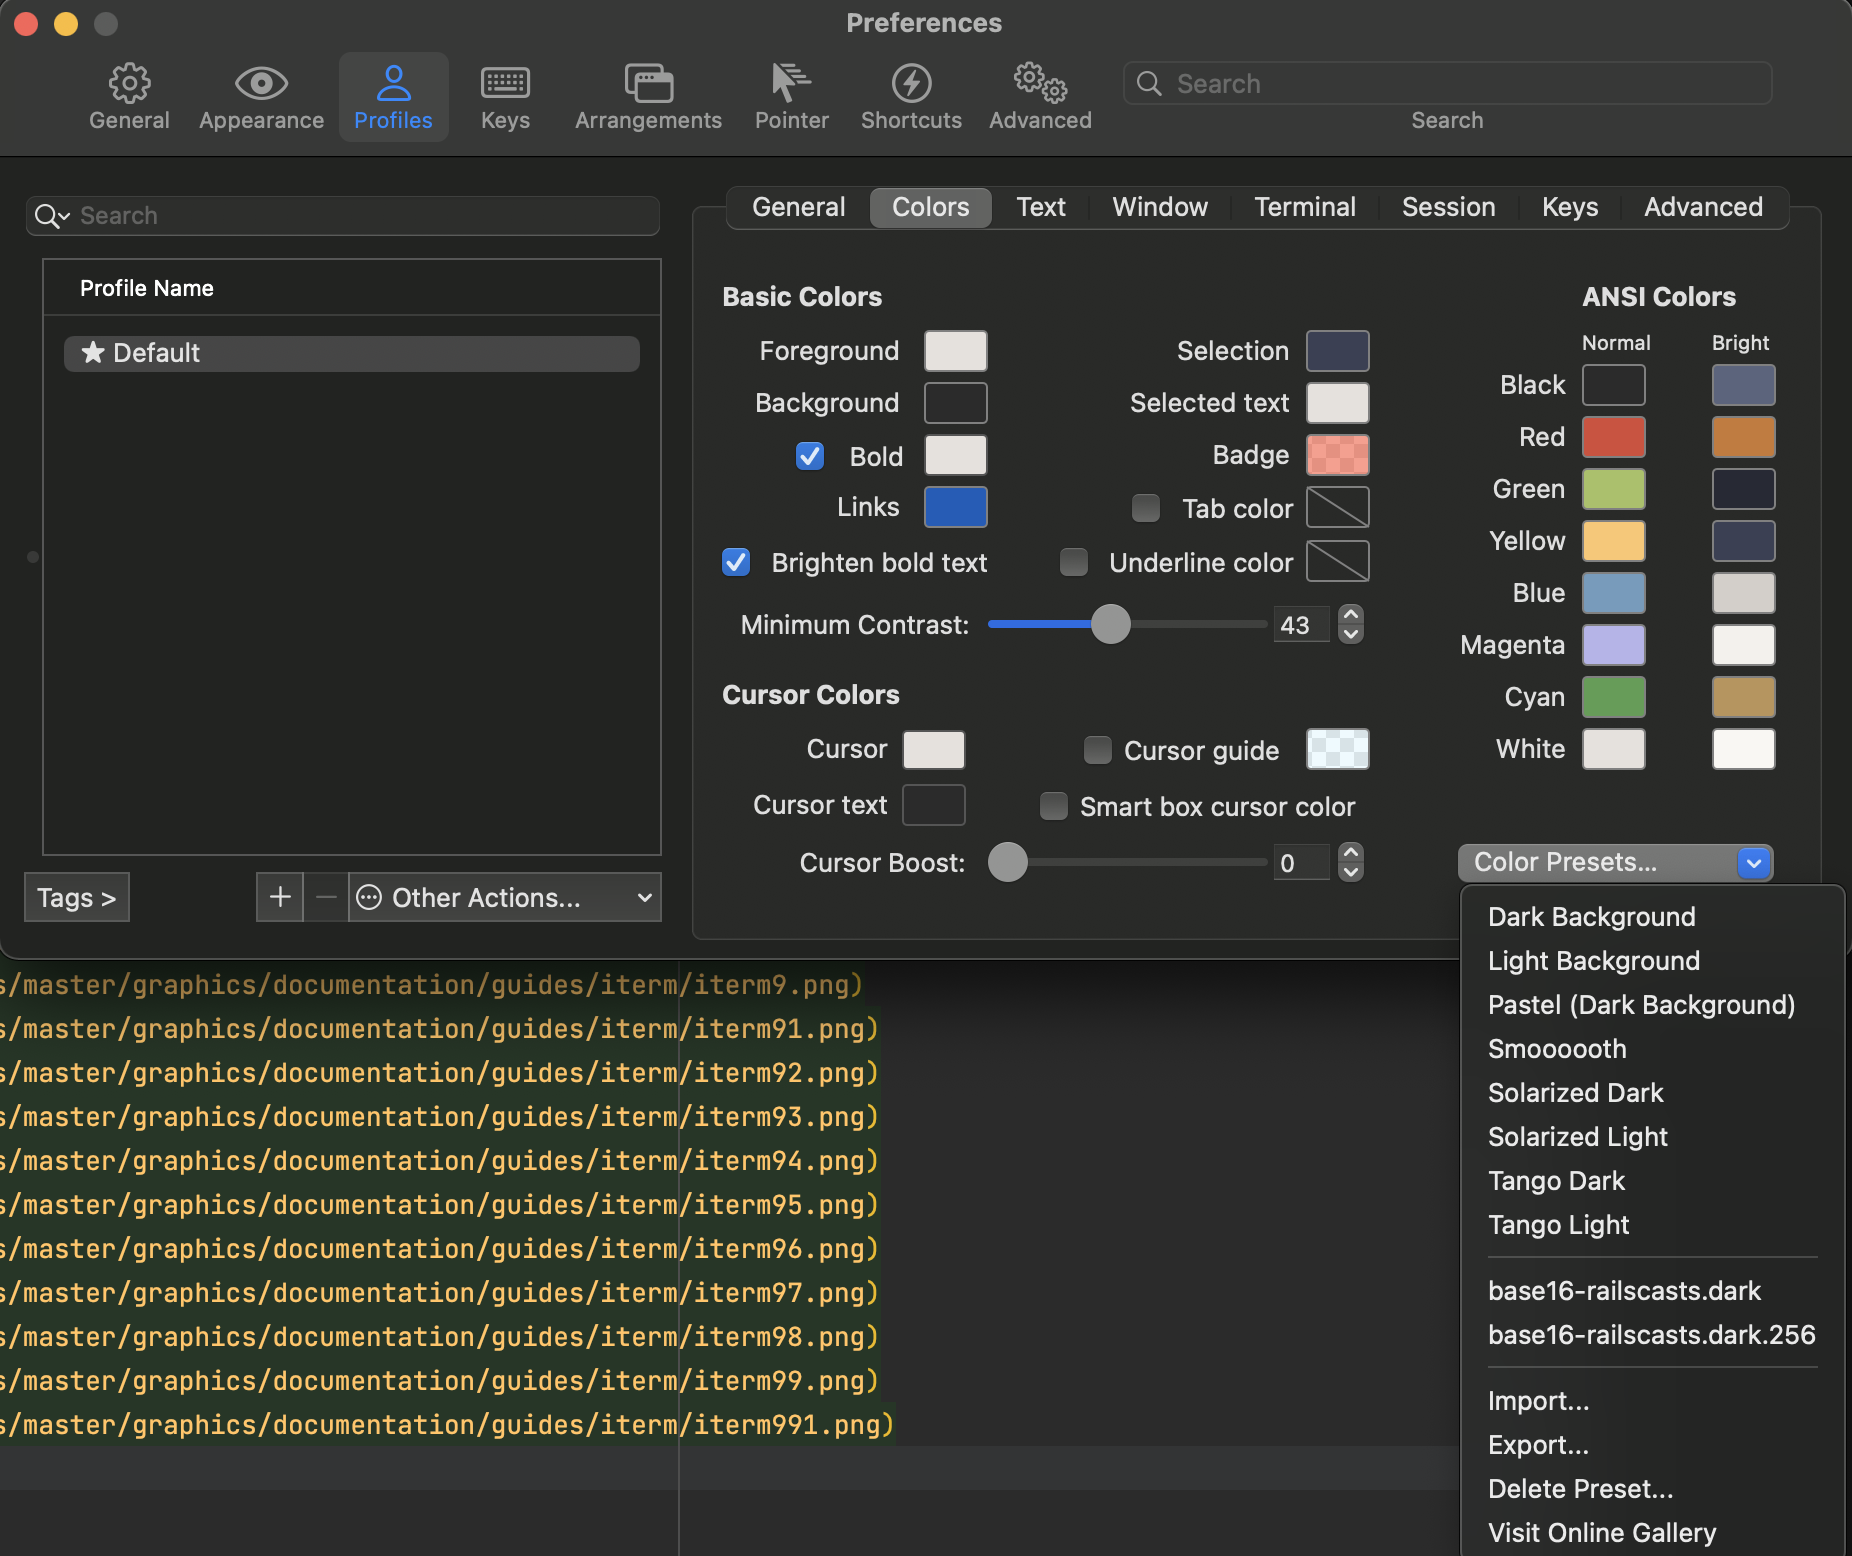 Preferences
General
Appearance
Profiles
Keys
Arrangements
Pointer
Shortcuts
Advanced
Search
Search
Search
Profile Name
Default
Tags >
Other Actions...
General
Colors
Text
Window
Terminal
Session
Keys
Advanced
Basic Colors
Foreground
Background
Bold
Links
Brighten bold text
Selection
Selected text
Badge
Tab color
Underline color
Minimum Contrast:
43
Cursor Colors
Cursor
Cursor text
Cursor guide
Smart box cursor color
Cursor Boost:
0
ANSI Colors
Normal
Bright
Black
Red
Green
Yellow
Blue
Magenta
Cyan
White
Color Presets...
Dark Background
Light Background
Pastel (Dark Background)
Smoooooth
Solarized Dark
Solarized Light
Tango Dark
Tango Light
base16-railscasts.dark
base16-railscasts.dark.256
Import...
Export...
Delete Preset...
Visit Online Gallery
s/master/graphics/documentation/guides/iterm/iterm9.png)
s/master/graphics/documentation/guides/iterm/iterm91.png)
s/master/graphics/documentation/guides/iterm/iterm92.png)
s/master/graphics/documentation/guides/iterm/iterm93.png)
s/master/graphics/documentation/guides/iterm/iterm94.png)
s/master/graphics/documentation/guides/iterm/iterm95.png)
s/master/graphics/documentation/guides/iterm/iterm96.png)
s/master/graphics/documentation/guides/iterm/iterm97.png)
s/master/graphics/documentation/guides/iterm/iterm98.png)
s/master/graphics/documentation/guides/iterm/iterm99.png)
s/master/graphics/documentation/guides/iterm/iterm991.png)